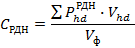 C_РДН = ∑ P_hd^РДН · V_hd / V_ф